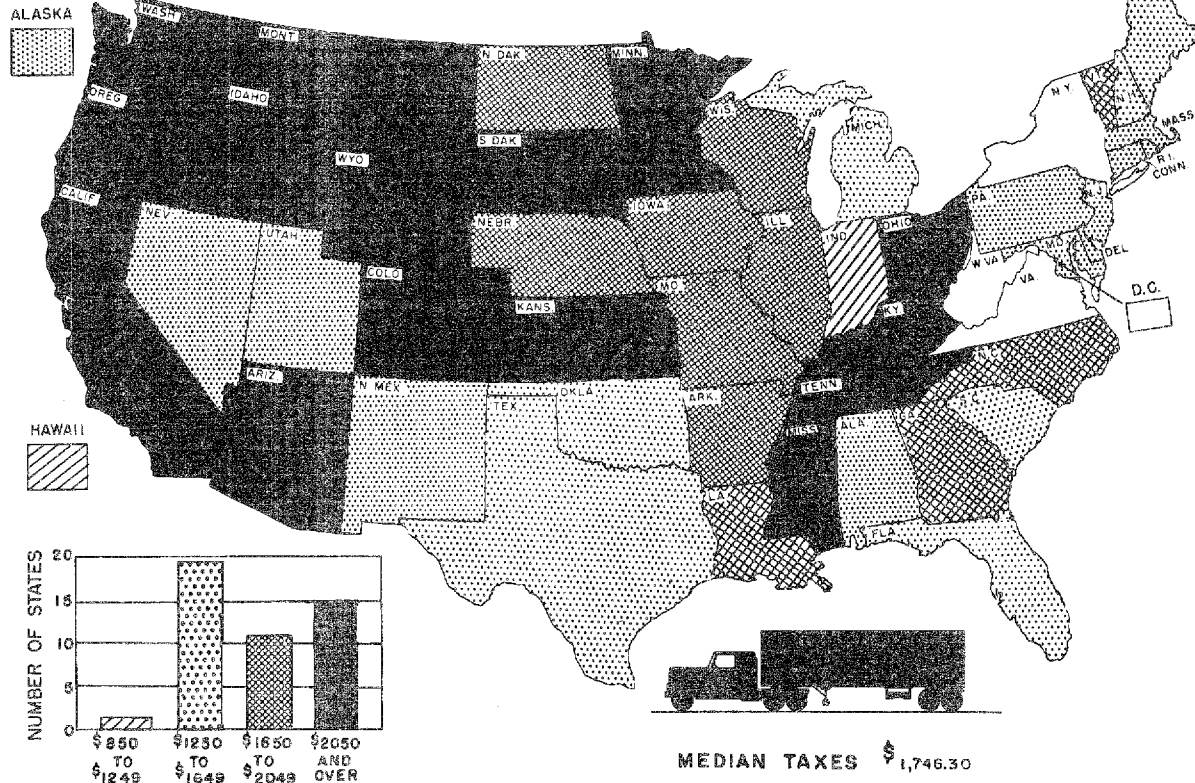 ALASKA
WASH
MONT
N DAK
MINN
OREG
IDAHO
WIS
MICH
N.Y.
N.H.
MASS
R.I.
CONN.
S DAK
WYO
CALIF
NEV
UTAH
NEBR
IOWA
ILL
IND
OHIO
PA.
N.J.
MD
DEL
W VA
VA.
D.C.
COLO
KANS
MO.
KY.
ARIZ
N MEX
OKLA
TEX
ARK
TENN
N.C.
S.C.
MISS
ALA
GA
LA
FLA
HAWAII
NUMBER OF STATES
20
15
10
5
0
$850 TO $1249
$1250 TO $1649
$1650 TO $2049
$2050 AND OVER
MEDIAN TAXES $1,746.30